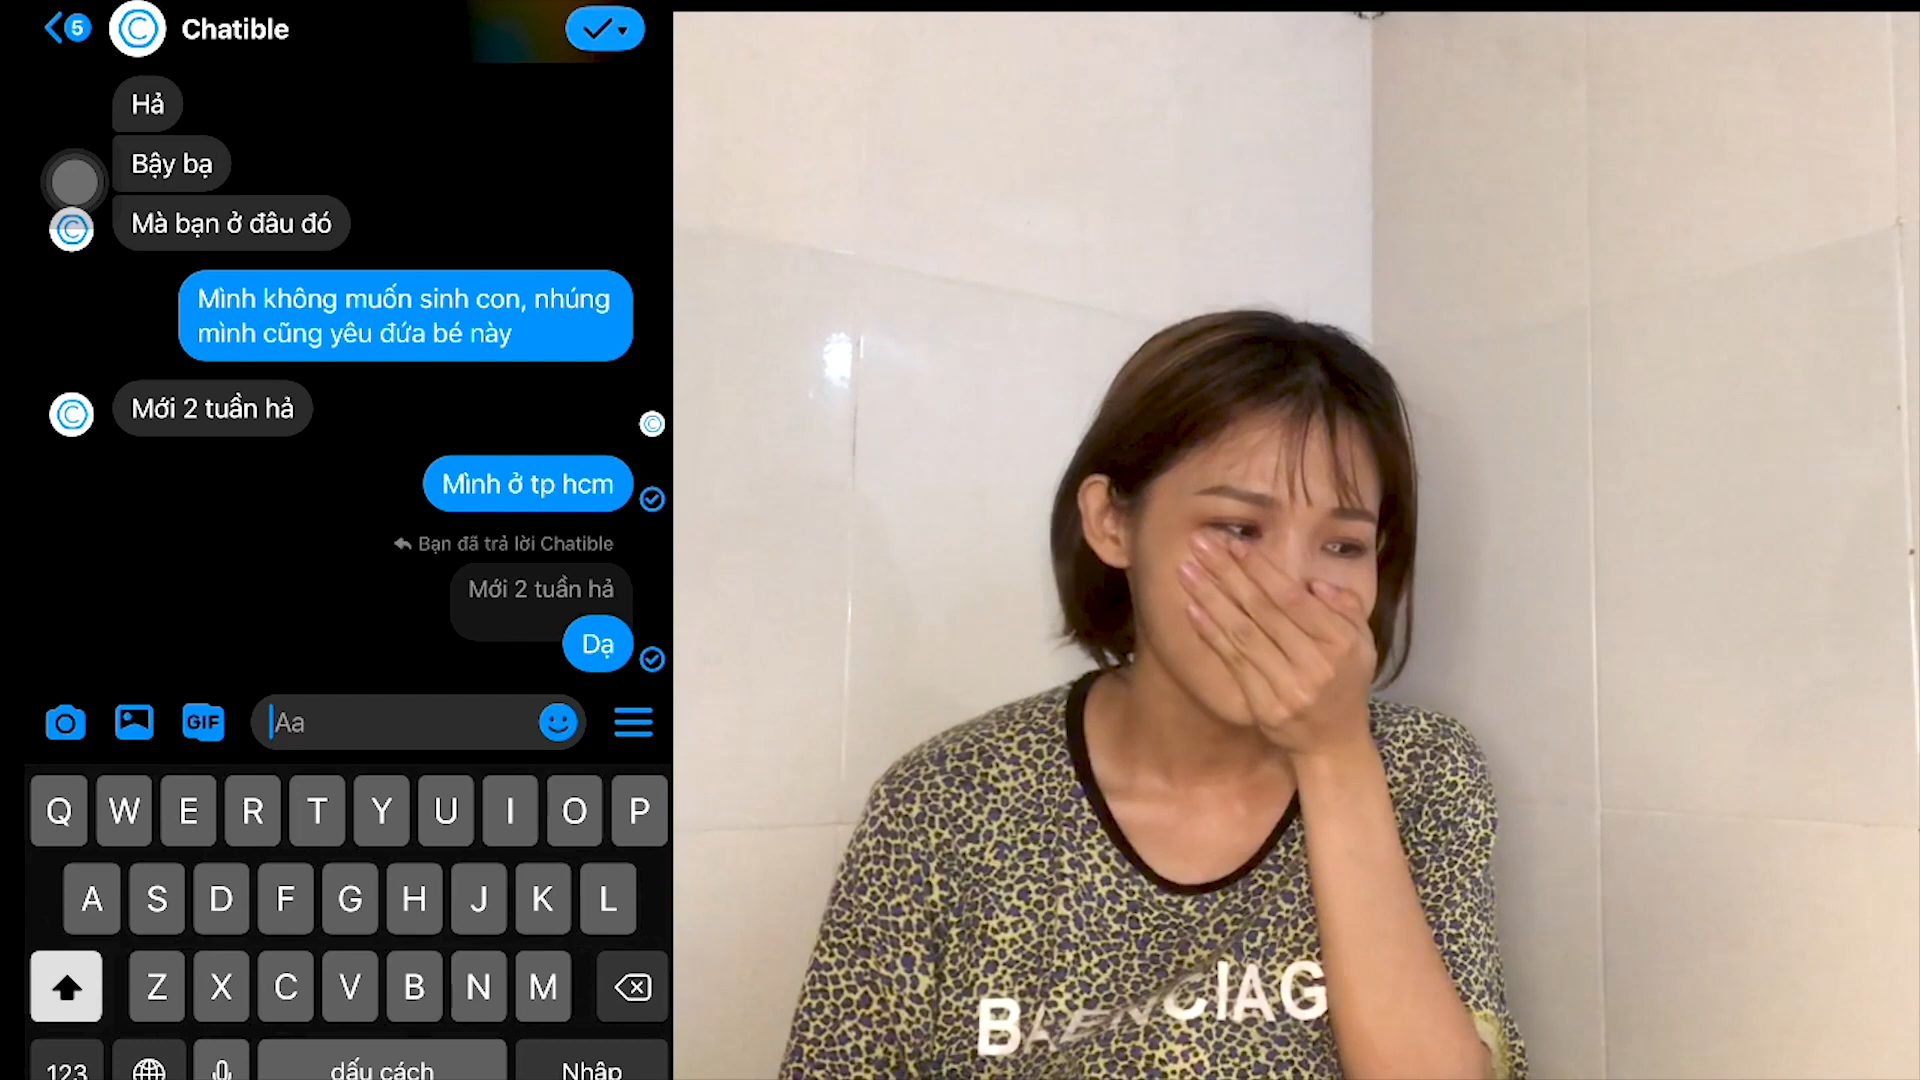 5
Chatible
Hả
Bậy bạ
Mà bạn ở đâu đó
Mình không muốn sinh con, nhúng
mình cũng yêu đứa bé này
Mới 2 tuần hả
Mình ở tp hcm
Bạn đã trả lời Chatible
Mới 2 tuần hả
Dạ
GIF
Aa
Q W E R T Y U I O P
A S D F G H J K L
Z X C V B N M
123
dấu cách
Nhập